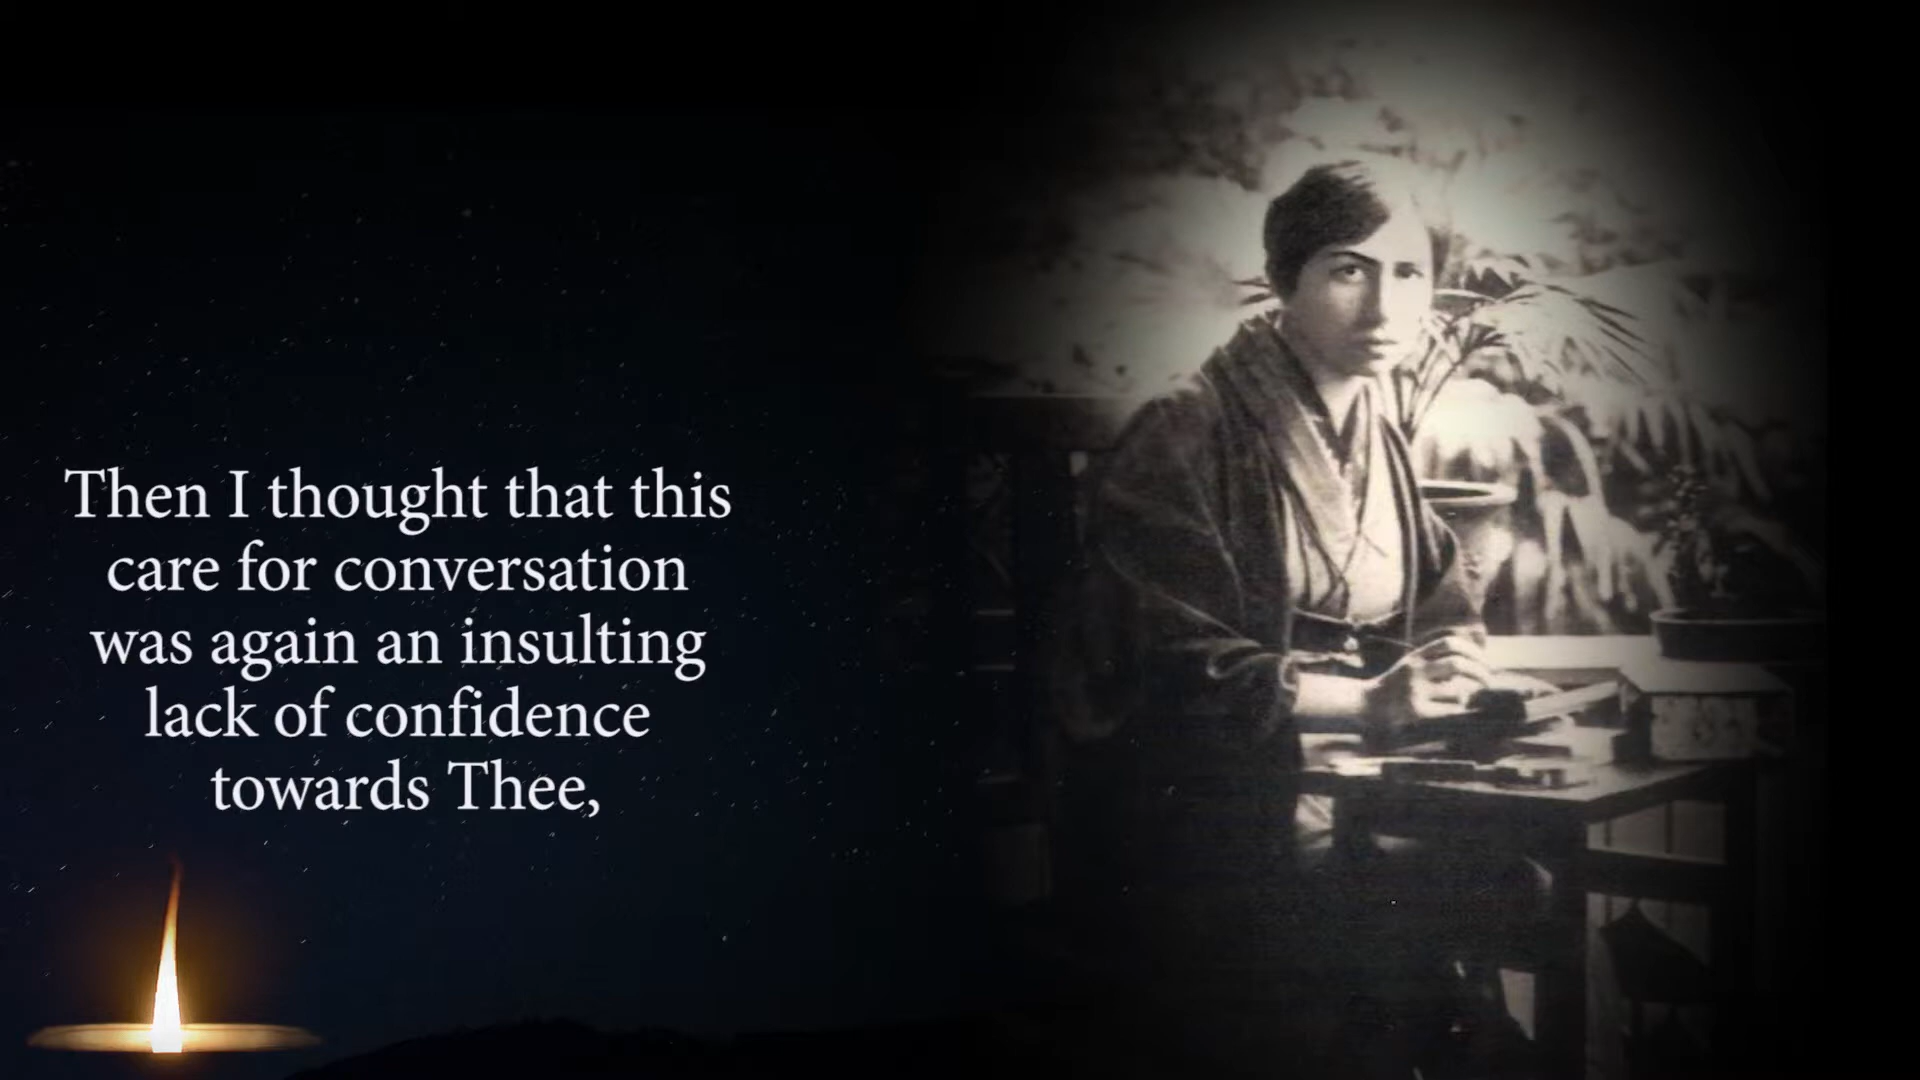 Then I thought that this
care for conversation
was again an insulting
lack of confidence
towards Thee,